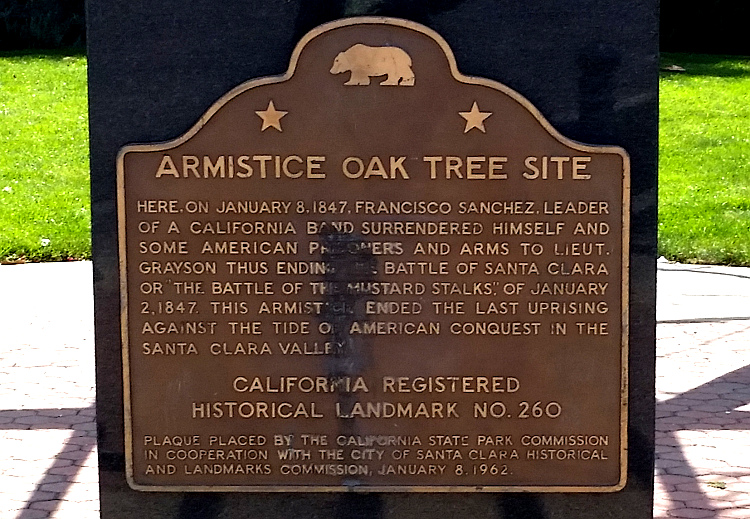 ARMISTICE OAK TREE SITE
HERE, ON JANUARY 8, 1847, FRANCISCO SANCHEZ, LEADER
OF A CALIFORNIA BAND SURRENDERED HIMSELF AND
SOME AMERICAN PRISONERS AND ARMS TO LIEUT.
GRAYSON THUS ENDING THE BATTLE OF SANTA CLARA
OR "THE BATTLE OF THE MUSTARD STALKS," OF JANUARY
2, 1847. THIS ARMISTICE ENDED THE LAST UPRISING
AGAINST THE TIDE OF AMERICAN CONQUEST IN THE
SANTA CLARA VALLEY.
CALIFORNIA REGISTERED
HISTORICAL LANDMARK NO. 260
PLAQUE PLACED BY THE CALIFORNIA STATE PARK COMMISSION
IN COOPERATION WITH THE CITY OF SANTA CLARA HISTORICAL
AND LANDMARKS COMMISSION, JANUARY 8, 1962.